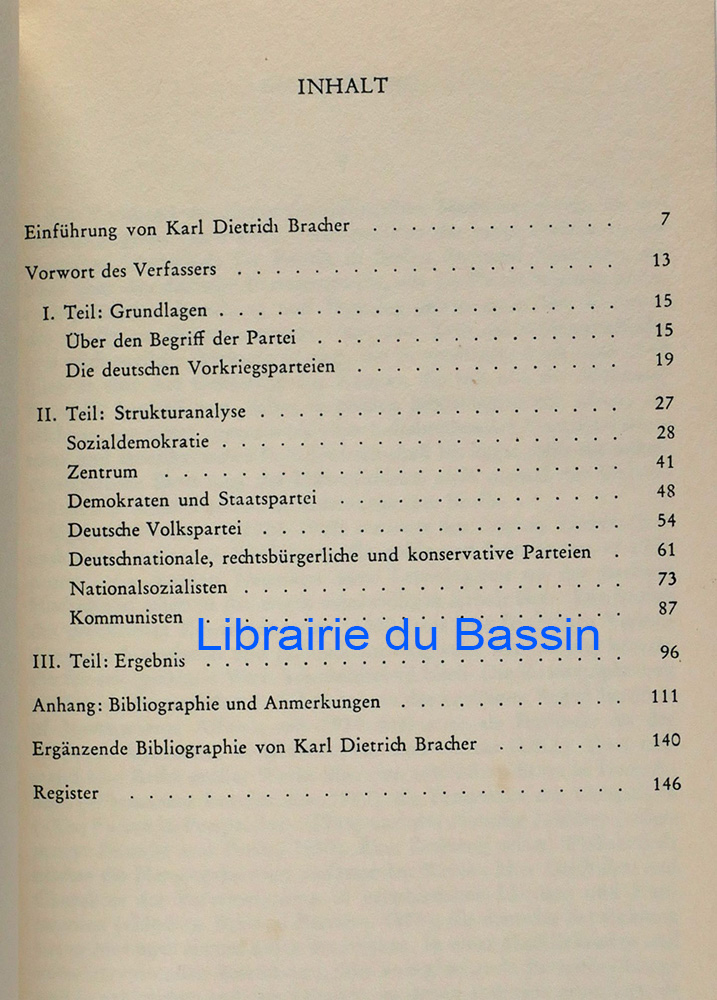 INHALT
Einführung von Karl Dietrich Bracher . . . . . . . . . . . . . 7
Vorwort des Verfassers . . . . . . . . . . . . . . . . . . . 13
I. Teil: Grundlagen . . . . . . . . . . . . . . . . . . . . 15
Über den Begriff der Partei . . . . . . . . . . . . . . . 15
Die deutschen Vorkriegsparteien . . . . . . . . . . . . . 19
II. Teil: Strukturanalyse . . . . . . . . . . . . . . . . . . 27
Sozialdemokratie . . . . . . . . . . . . . . . . . . . . 28
Zentrum . . . . . . . . . . . . . . . . . . . . . . . 41
Demokraten und Staatspartei . . . . . . . . . . . . . . 48
Deutsche Volkspartei . . . . . . . . . . . . . . . . . . 54
Deutschnationale, rechtsbürgerliche und konservative Parteien . 61
Nationalsozialisten . . . . . . . . . . . . . . . . . . . 73
Kommunisten . . . . . . . . . . . . . . . . . . . . . 87
Librairie du Bassin
III. Teil: Ergebnis . . . . . . . . . . . . . . . . . . . . . 96
Anhang: Bibliographie und Anmerkungen . . . . . . . . . . . 111
Ergänzende Bibliographie von Karl Dietrich Bracher . . . . . . . 140
Register . . . . . . . . . . . . . . . . . . . . . . . . 146